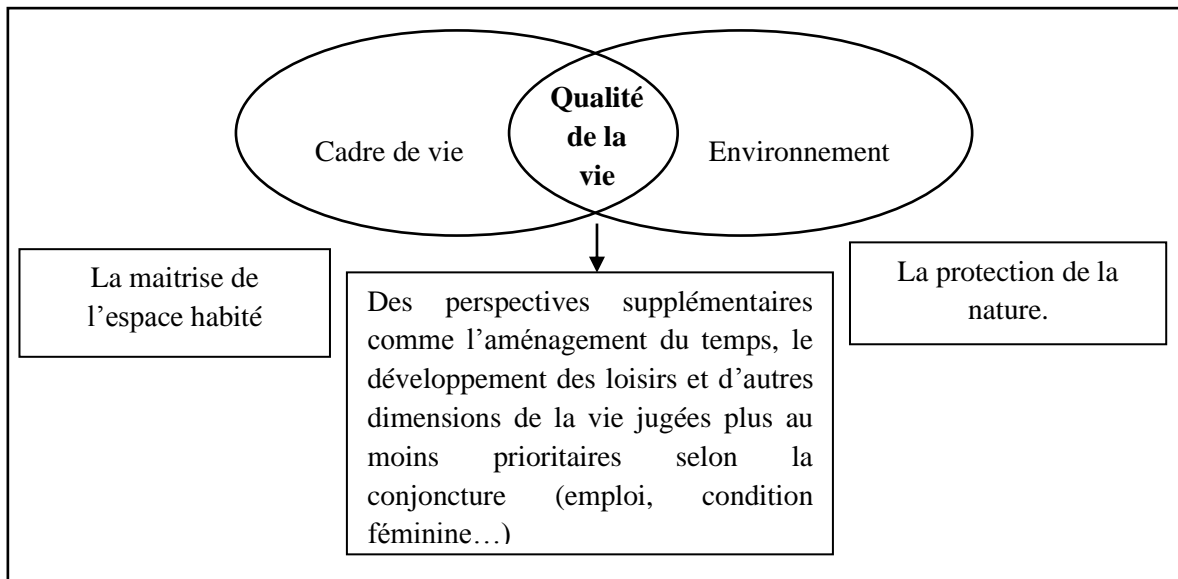 Qualité
de la
vie
Cadre de vie
Environnement
La maitrise de
l’espace habité
Des perspectives supplémentaires
comme l’aménagement du temps, le
développement des loisirs et d’autres
dimensions de la vie jugées plus au
moins prioritaires selon la
conjoncture (emploi, condition
féminine…)
La protection de la
nature.